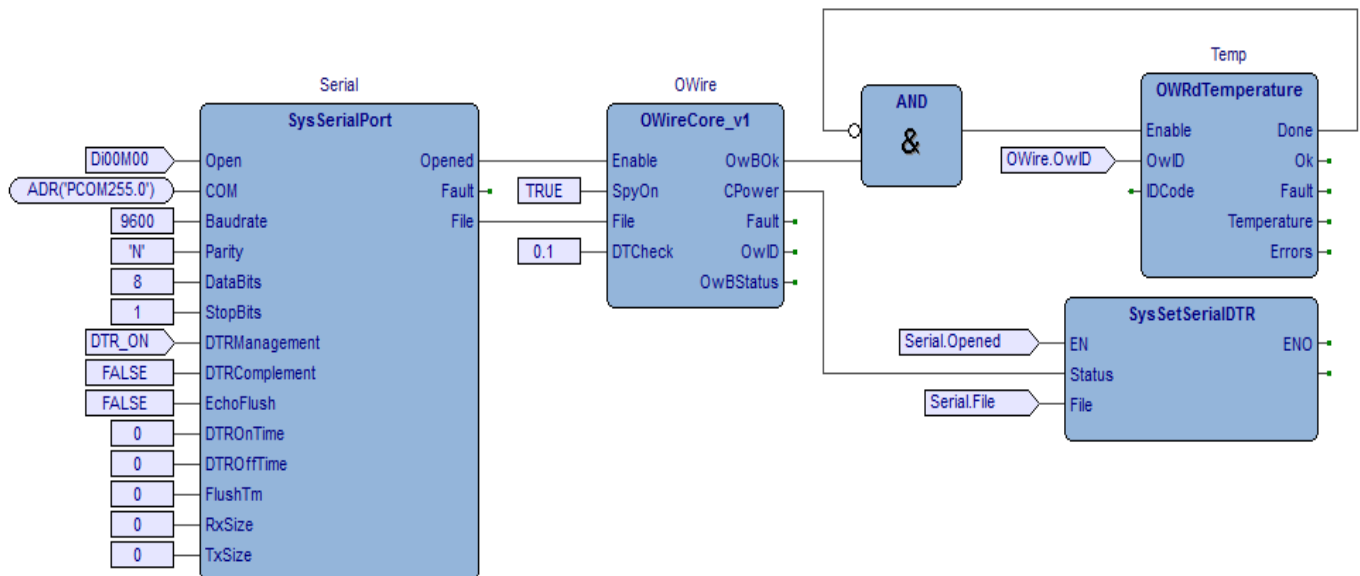 Serial
SysSerialPort
Di00M00 Open Opened
ADR('PCOM255.0') COM Fault
9600 Baudrate File
'N' Parity
8 DataBits
1 StopBits
DTR_ON DTRManagement
FALSE DTRComplement
FALSE EchoFlush
0 DTROnTime
0 DTROffTime
0 FlushTm
0 RxSize
0 TxSize
OWire
OWireCore_v1
Enable OwBOk
TRUE SpyOn CPower
File Fault
0.1 DTCheck OwID
OwBStatus
AND
&
Temp
OWRdTemperature
Enable Done
OWire.OwID OwID Ok
IDCode Fault
Temperature
Errors
SysSetSerialDTR
Serial.Opened EN ENO
Status
Serial.File File